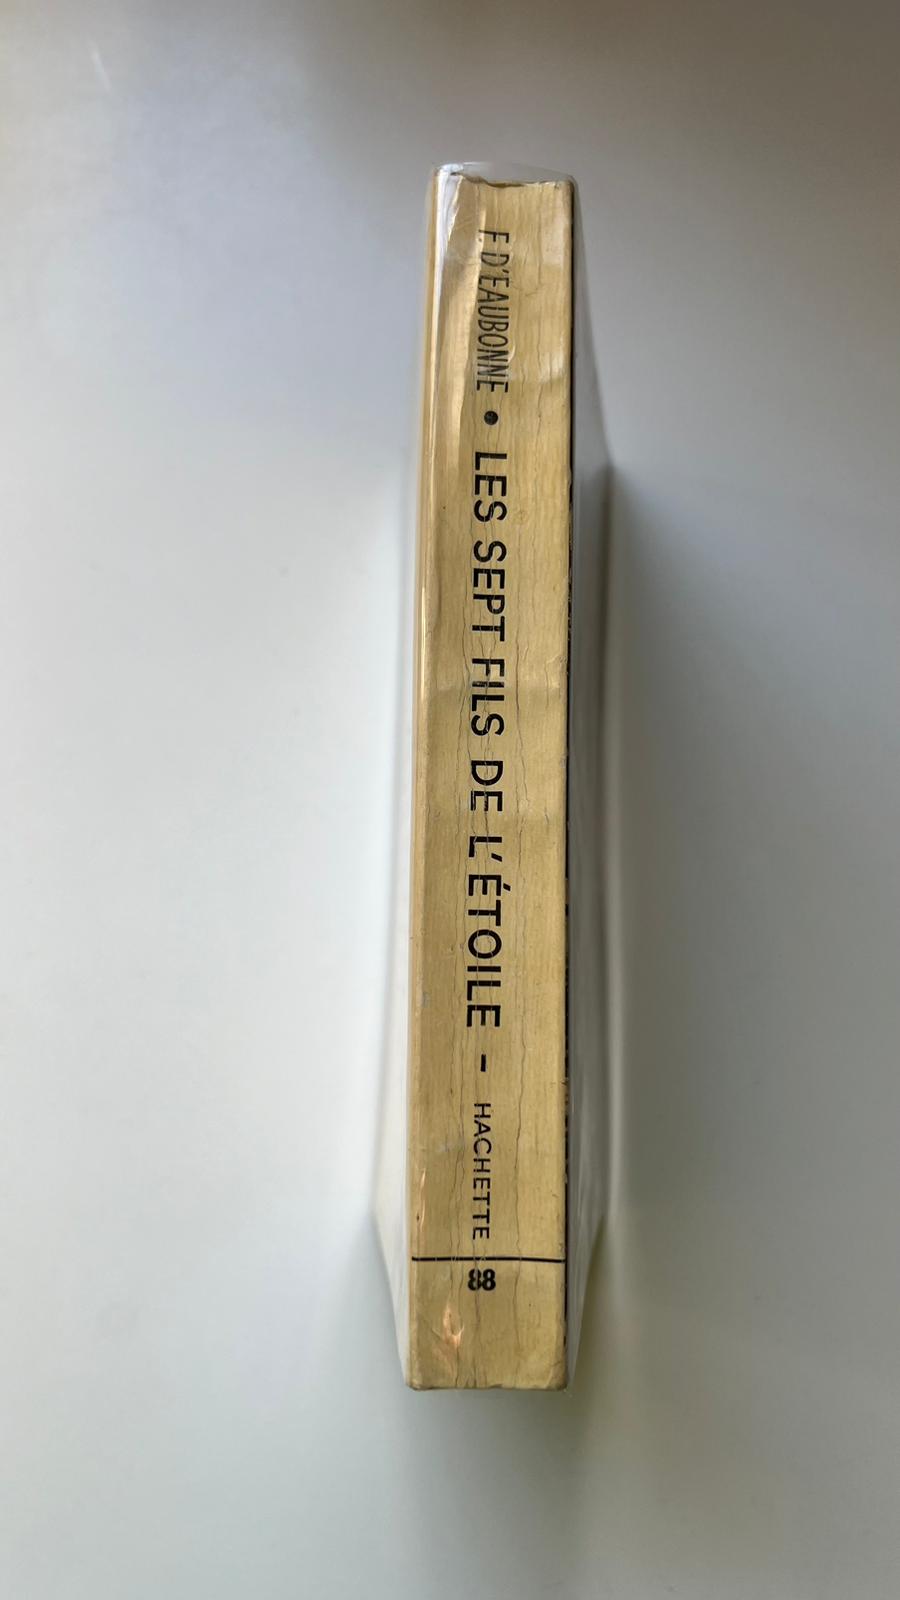 F. D'EAUBONNE • LES SEPT FILS DE L'ÉTOILE - HACHETTE
88